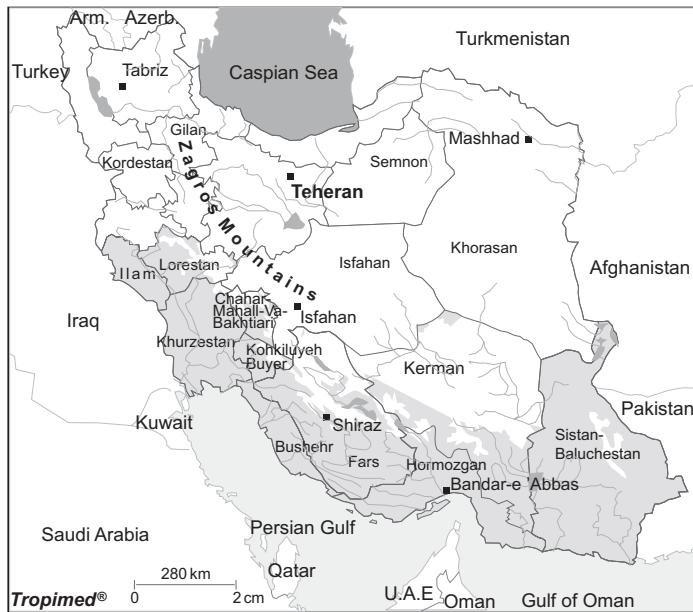 Arm. Azerb.
Turkmenistan
Turkey
Tabriz
Caspian Sea
Gilan
Mashhad
Kordestan
Semnon
Teheran
Zagros Mountains
Khorasan
Lorestan
Isfahan
Ilam
Afghanistan
Chahar-
Mahall-Va-
Bakhtiari
Isfahan
Iraq
Khurzestan
Kohkiluyeh
Buyer
Kerman
Kuwait
Pakistan
Shiraz
Sistan-
Baluchestan
Bushehr
Fars
Hormozgan
Bandar-e 'Abbas
Saudi Arabia
Persian Gulf
280 km
Qatar
U.A.E
Oman
Gulf of Oman
Tropimed®
0 2 cm